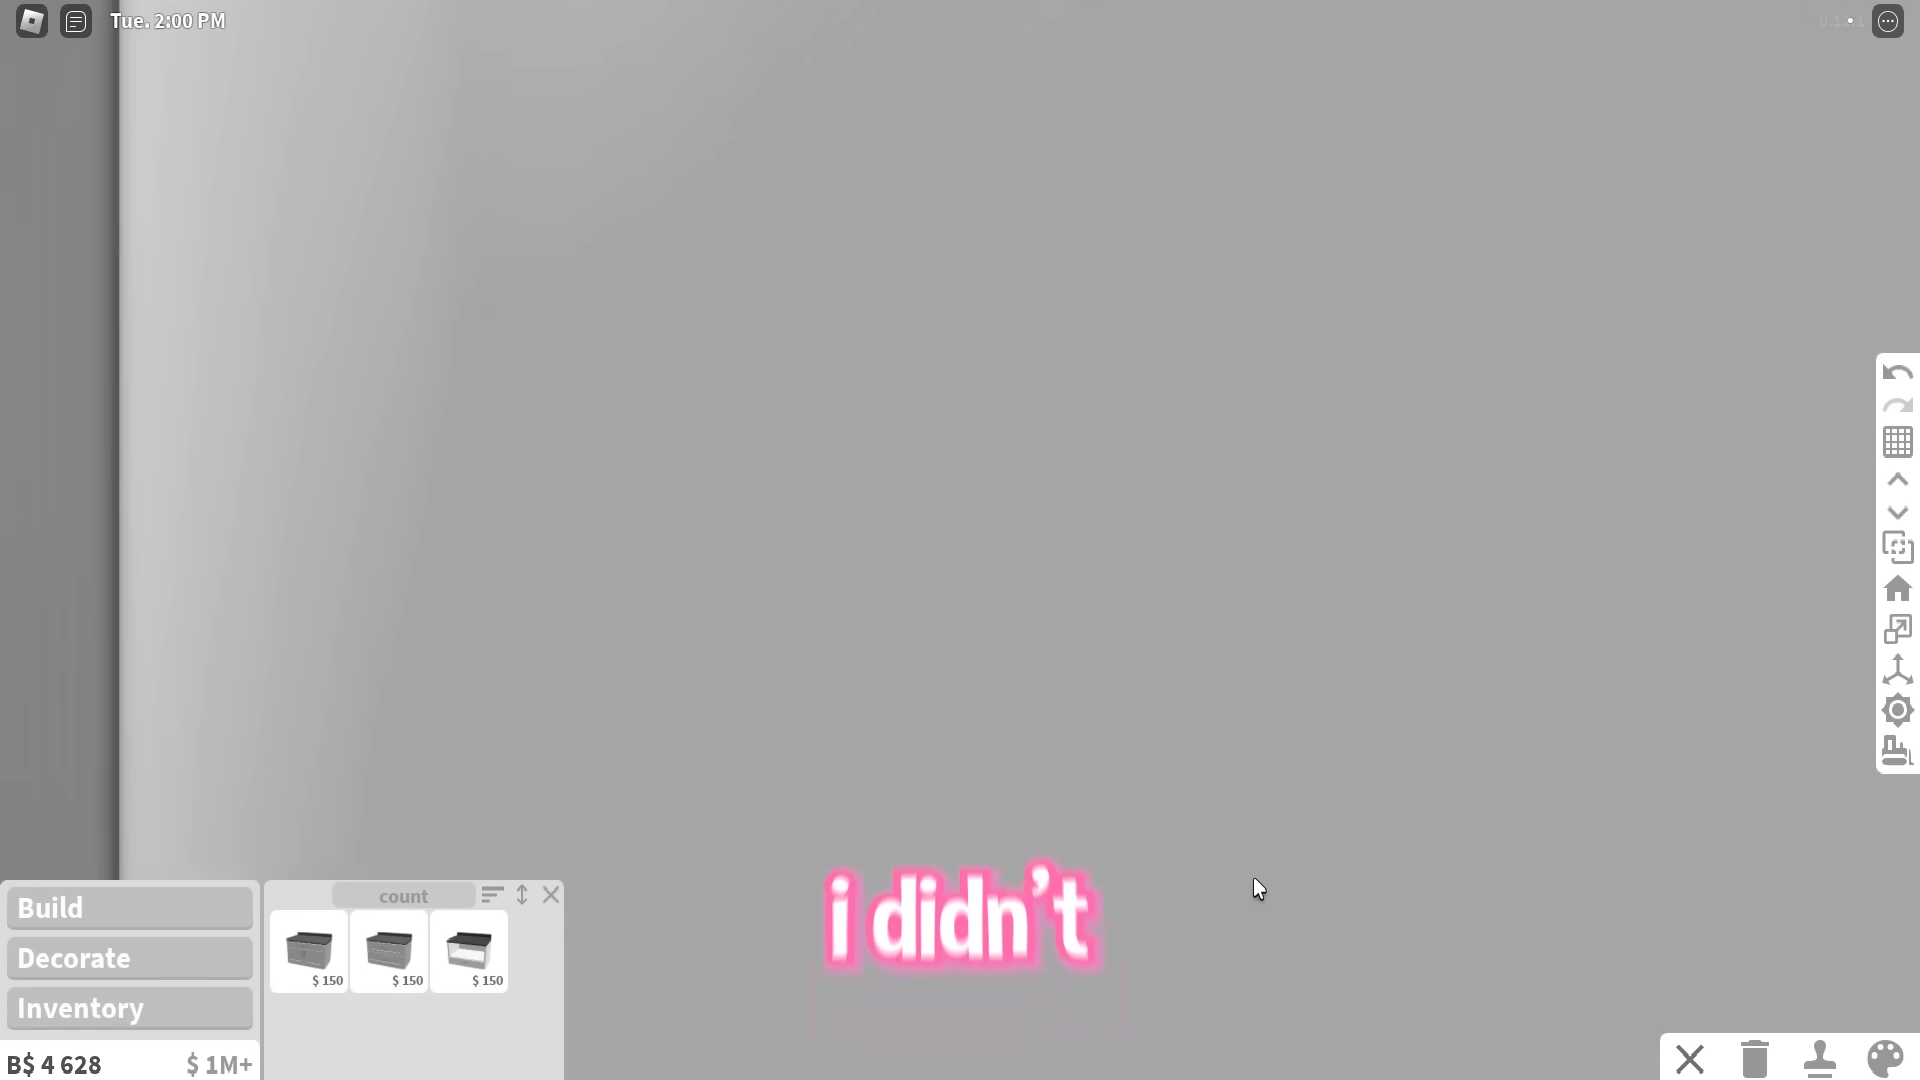 Tue. 2:00 PM
Build
Decorate
Inventory
B$ 4 628
$ 1M+
count
$ 150
$ 150
$ 150
i didn’t